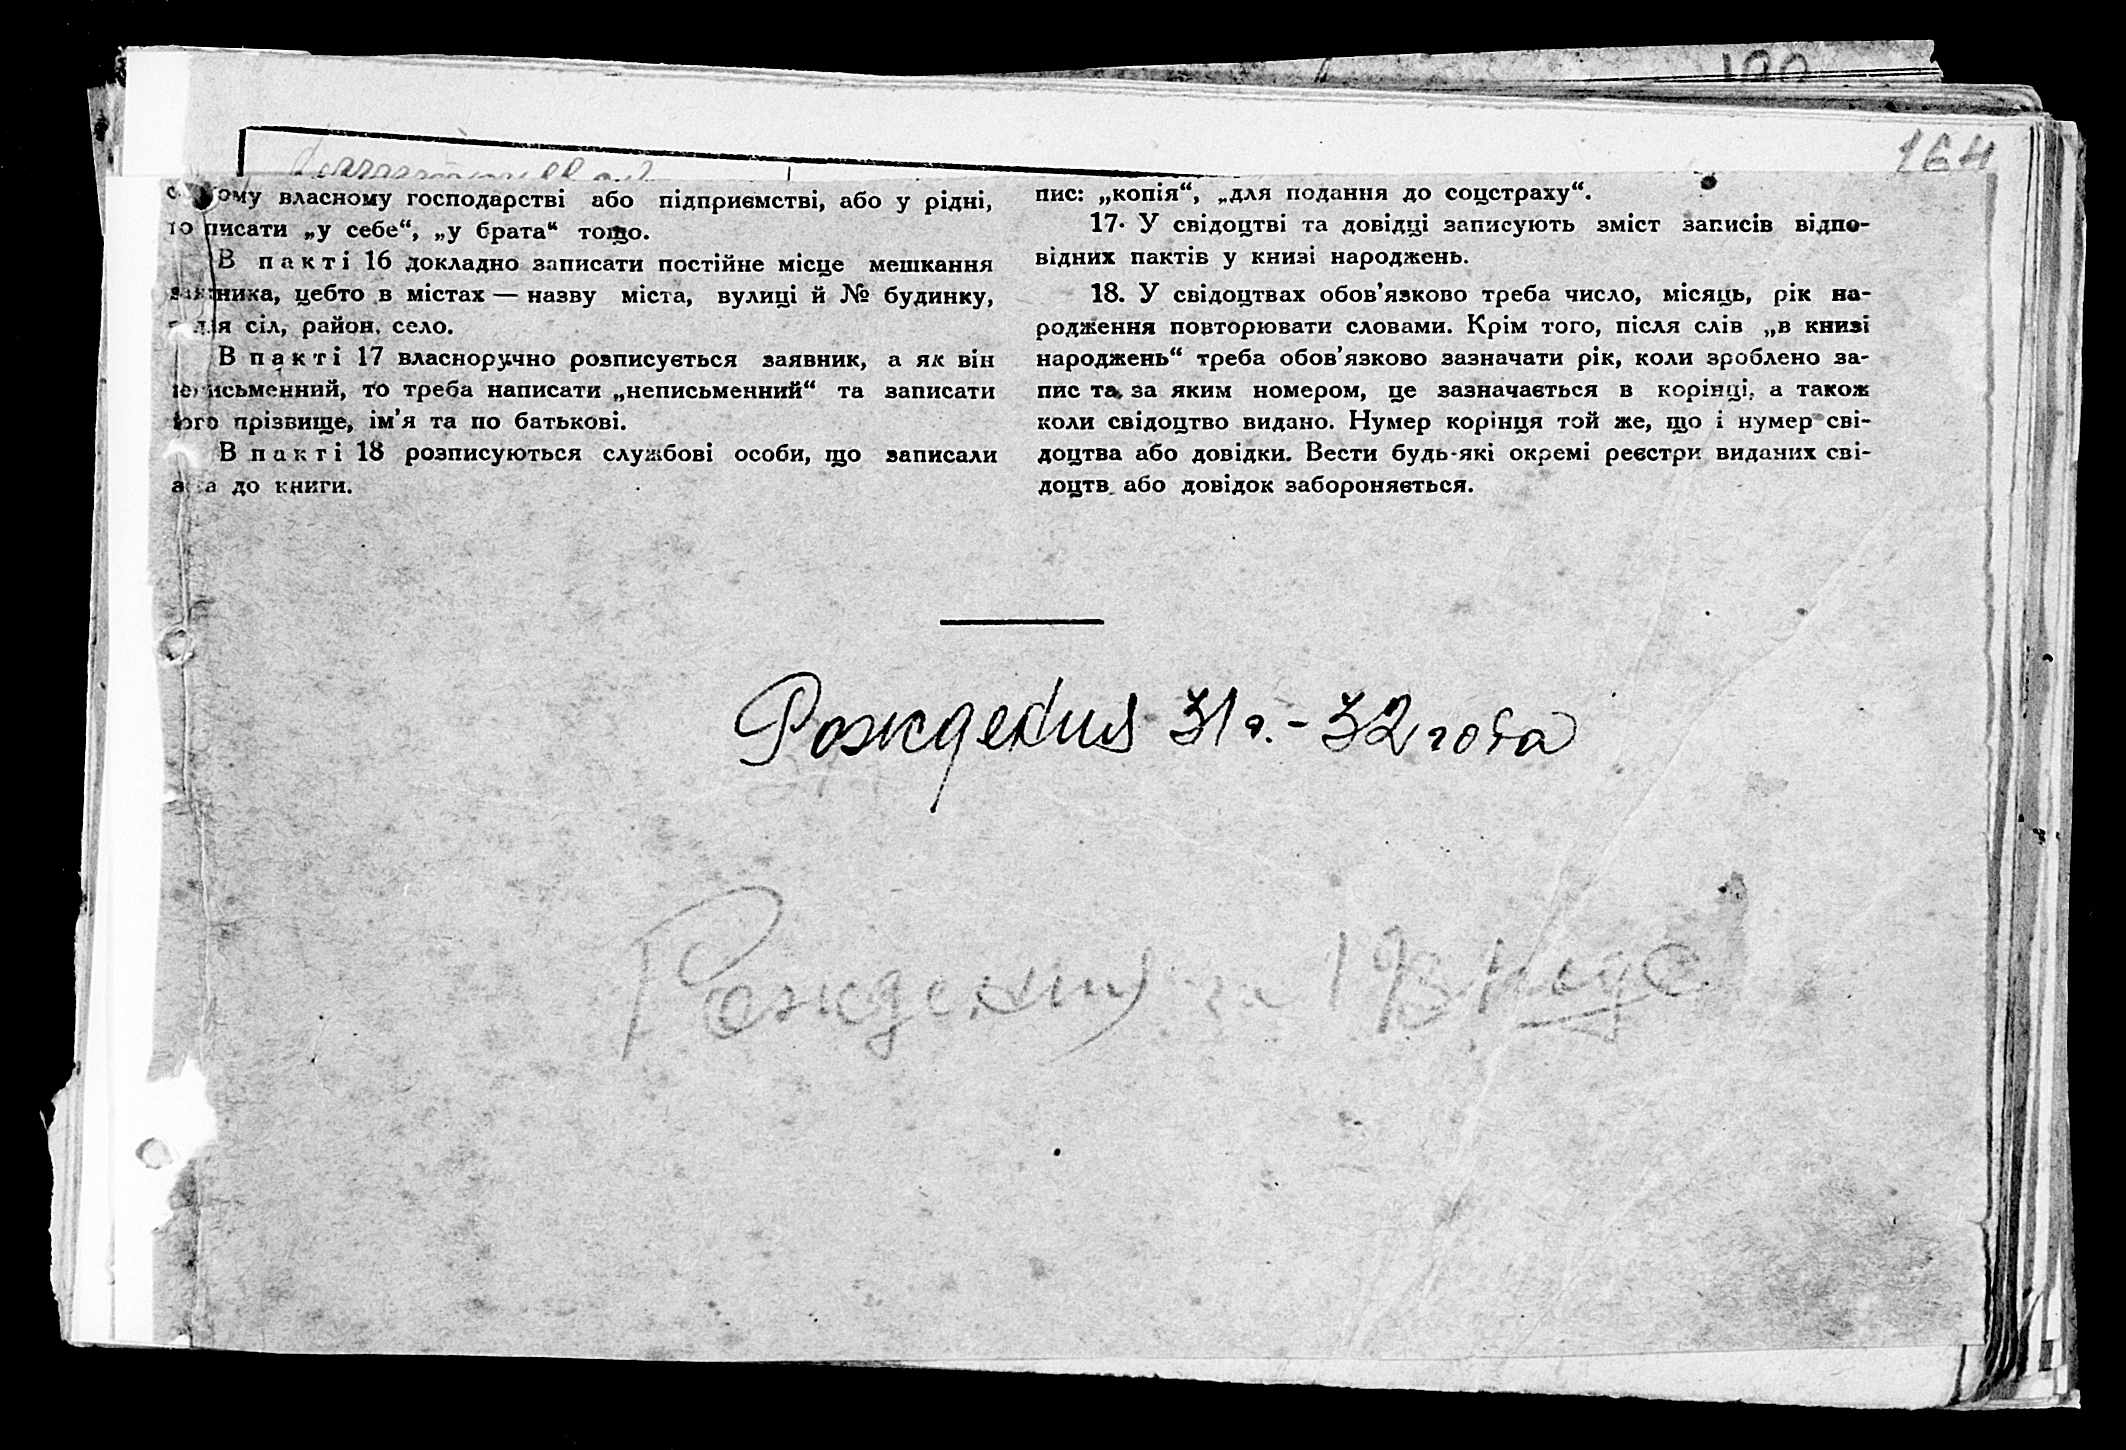 164
власному господарстві або підприємстві, або у рідні,
писати „у себе“, „у брата“ тощо.
В пакті 16 докладно записати постійне місце мешкання
заявника, цебто в містах — назву міста, вулиці й № будинку,
для сіл, район, село.
В пакті 17 власноручно розписується заявник, а як він
неписьменний, то треба написати „неписьменний“ та записати
його прізвище, ім’я та по батькові.
В пакті 18 розписуються службові особи, що записали
акта до книги.
пис: „копія“, „для подання до соцстраху“.
17. У свідоцтві та довідці записують зміст записів відпо-
відних пактів у книзі народжень.
18. У свідоцтвах обов’язково треба число, місяць, рік на-
родження повторювати словами. Крім того, після слів „в книзі
народжень“ треба обов’язково зазначати рік, коли зроблено за-
пис та за яким номером, це зазначається в корінці, а також
коли свідоцтво видано. Нумер корінця той же, що і нумер сві-
доцтва або довідки. Вести будь-які окремі реєстри виданих сві-
доцтв або довідок забороняється.
Рождения 31г.-32 года
Рождения за 1931 год